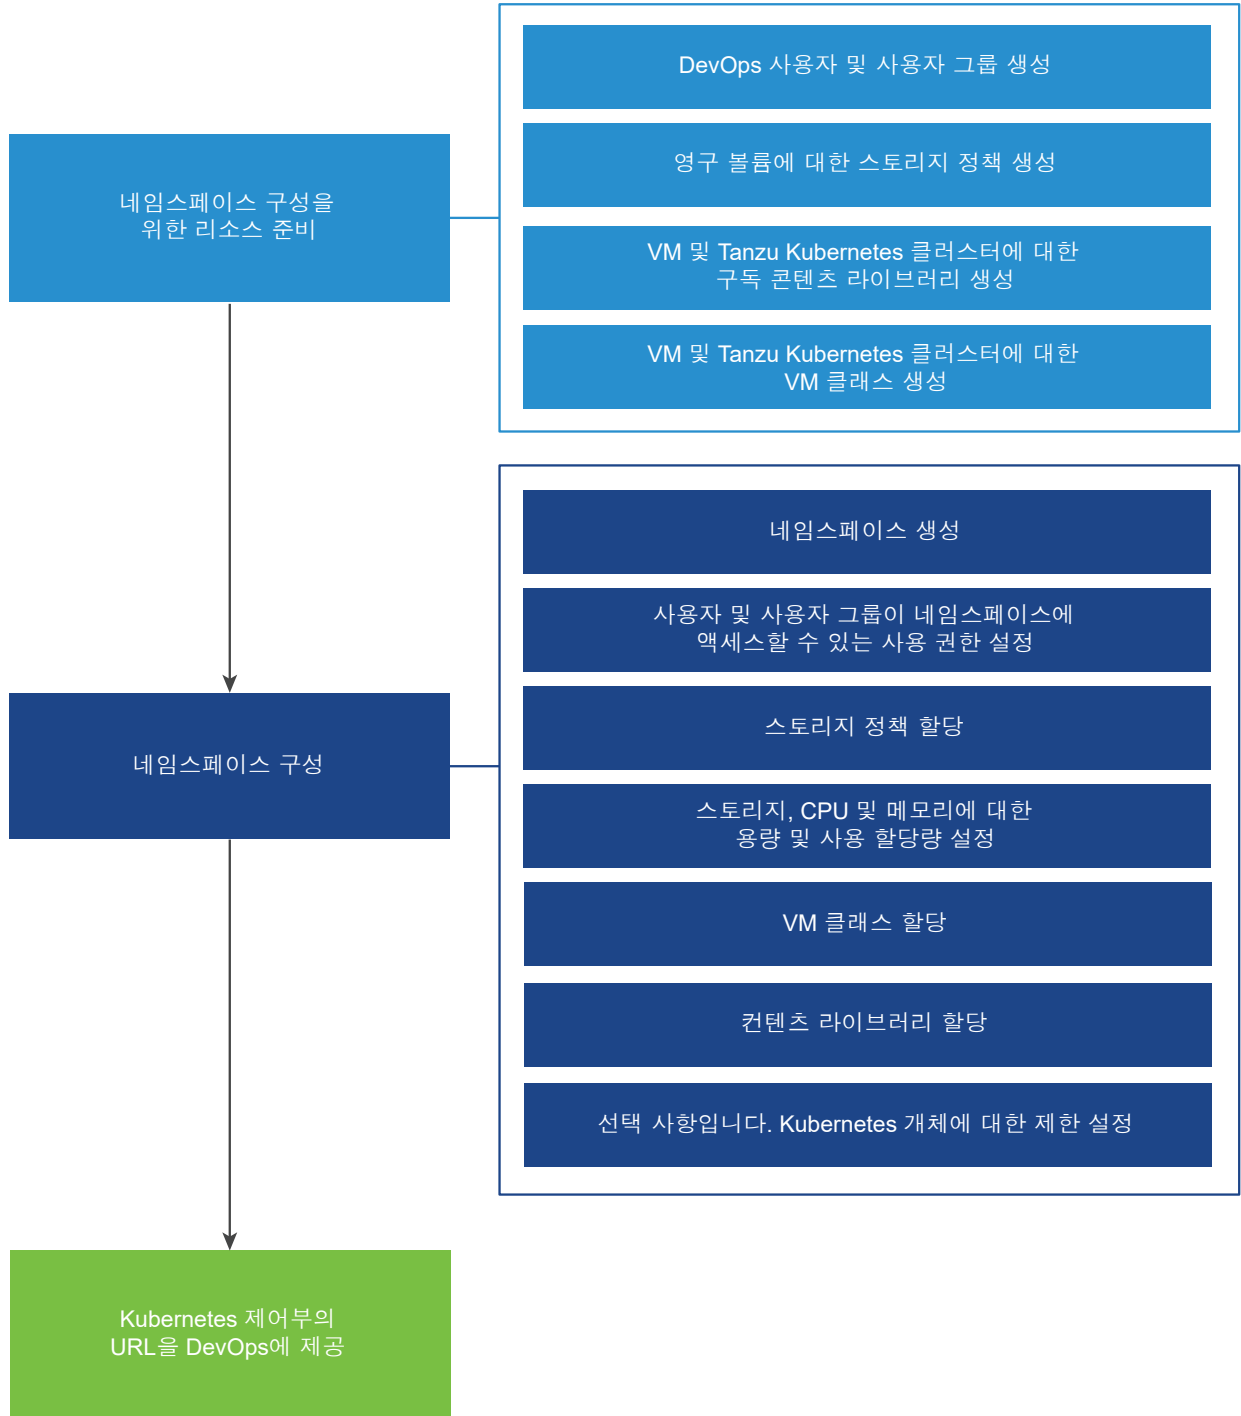 네임스페이스 구성을
위한 리소스 준비
DevOps 사용자 및 사용자 그룹 생성
영구 볼륨에 대한 스토리지 정책 생성
VM 및 Tanzu Kubernetes 클러스터에 대한
구독 콘텐츠 라이브러리 생성
VM 및 Tanzu Kubernetes 클러스터에 대한
VM 클래스 생성
네임스페이스 구성
네임스페이스 생성
사용자 및 사용자 그룹이 네임스페이스에
액세스할 수 있는 사용 권한 설정
스토리지 정책 할당
스토리지, CPU 및 메모리에 대한
용량 및 사용 할당량 설정
VM 클래스 할당
컨텐츠 라이브러리 할당
선택 사항입니다. Kubernetes 개체에 대한 제한 설정
Kubernetes 제어부의
URL을 DevOps에 제공